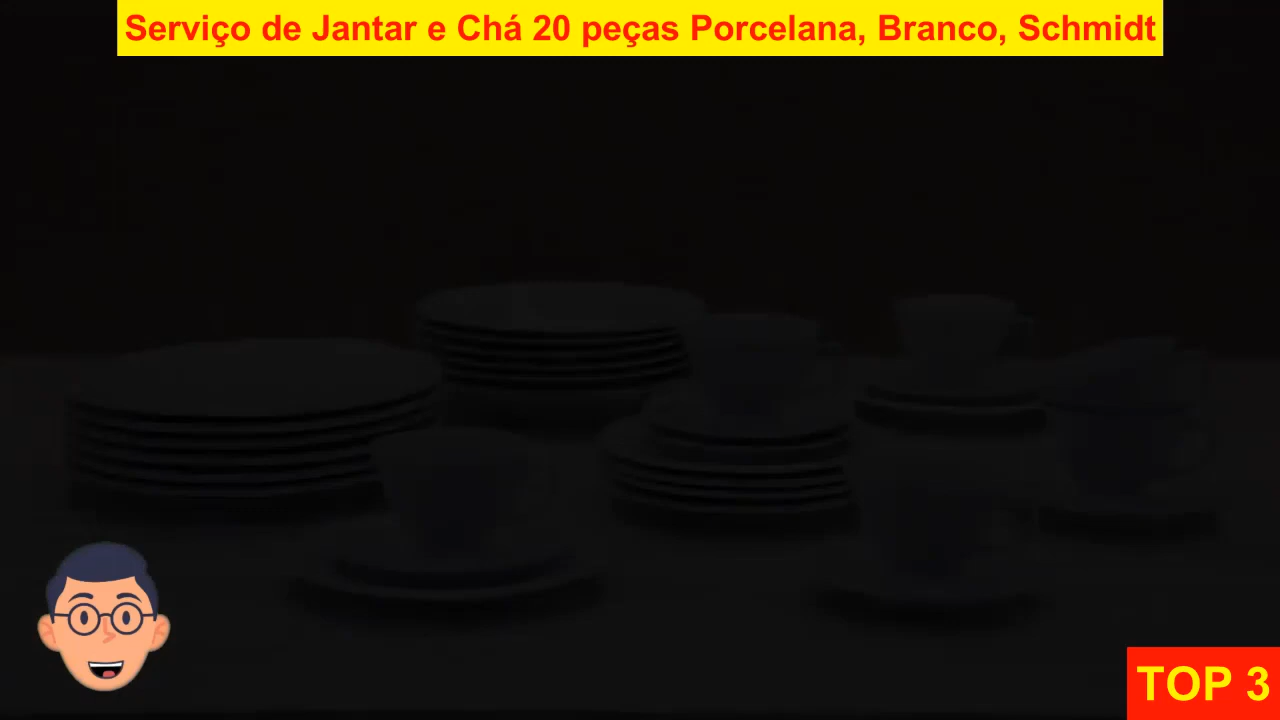 Serviço de Jantar e Chá 20 peças Porcelana, Branco, Schmidt
TOP 3